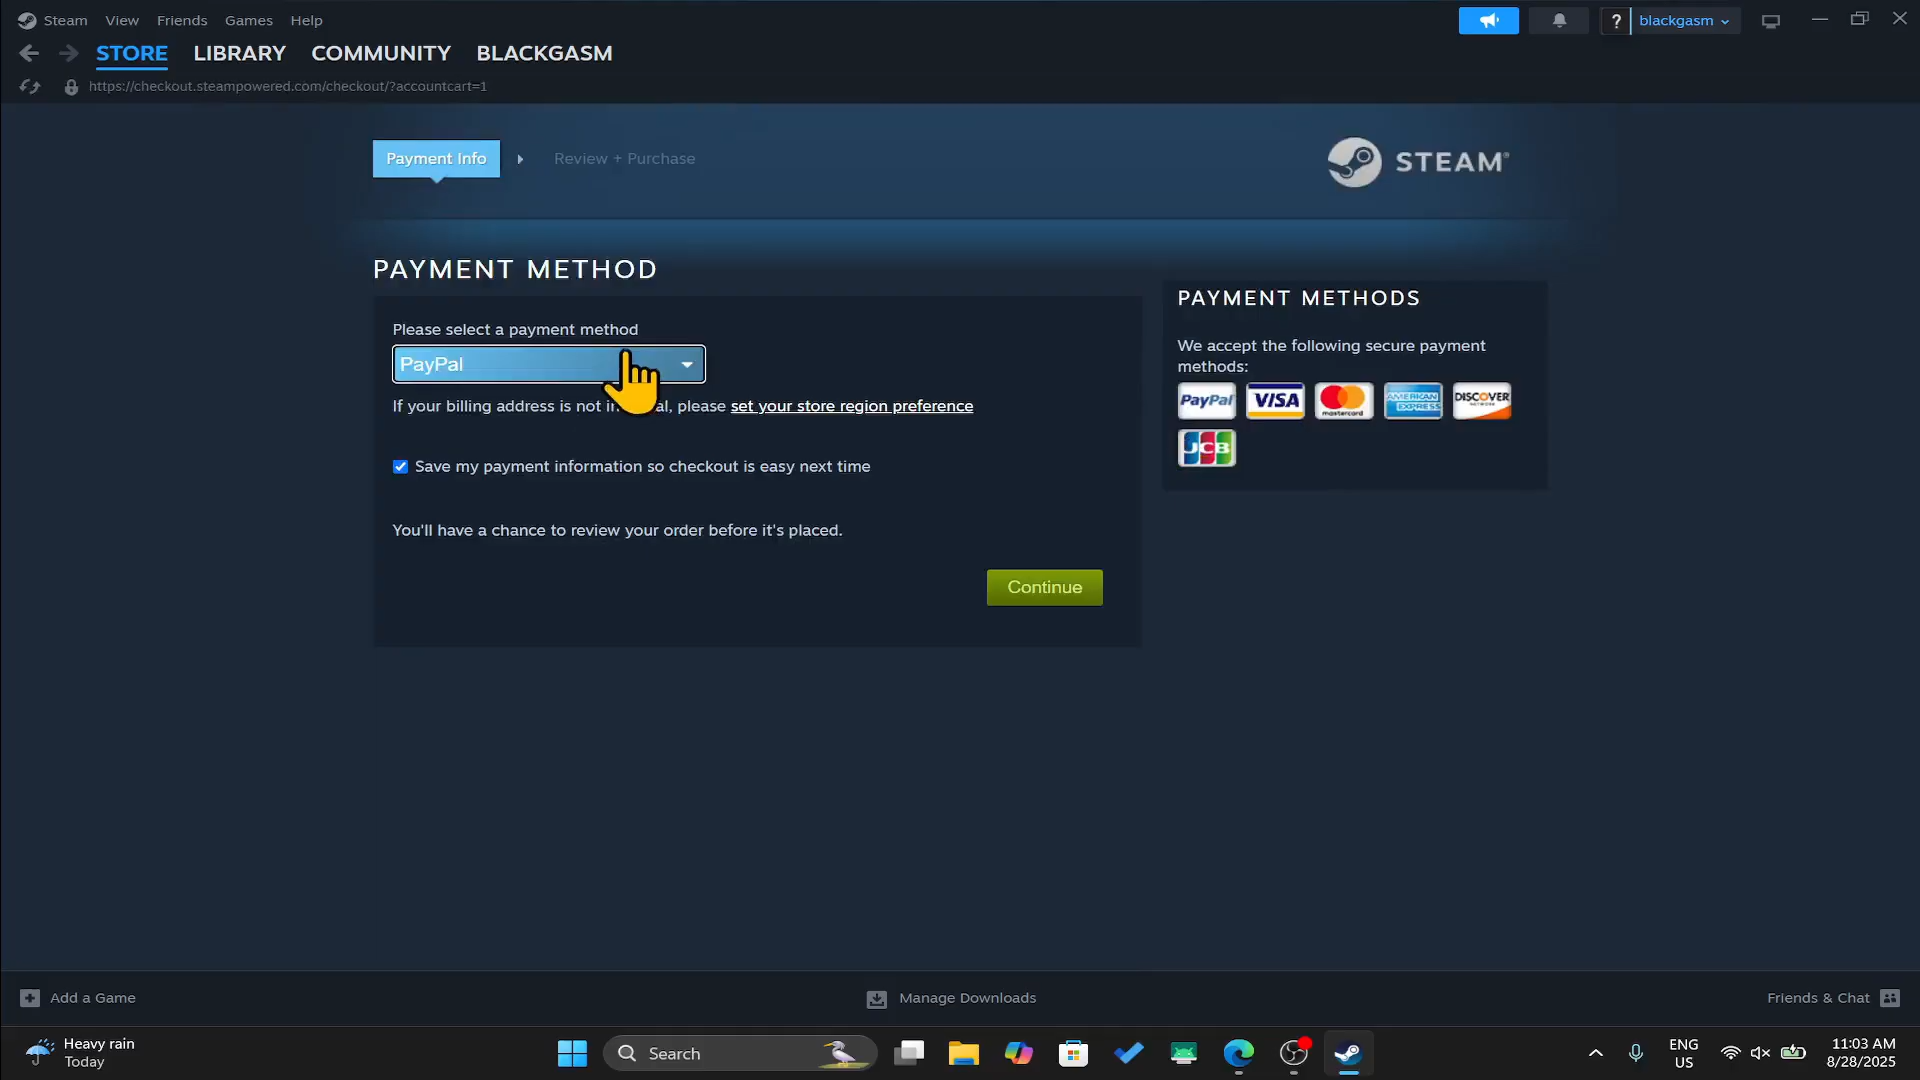 Steam View Friends Games Help
? blackgasm
STORE LIBRARY COMMUNITY BLACKGASM
https://checkout.steampowered.com/checkout/?accountcart=1
Payment Info Review + Purchase
STEAM®
PAYMENT METHOD
Please select a payment method
PayPal
If your billing address is not in al, please set your store region preference
Save my payment information so checkout is easy next time
You'll have a chance to review your order before it's placed.
Continue
PAYMENT METHODS
We accept the following secure payment
methods:
PayPal VISA mastercard AMERICAN EXPRESS DISCOVER
JCB
Add a Game Manage Downloads Friends & Chat
Heavy rain
Today
Search
ENG
US
11:03 AM
8/28/2025